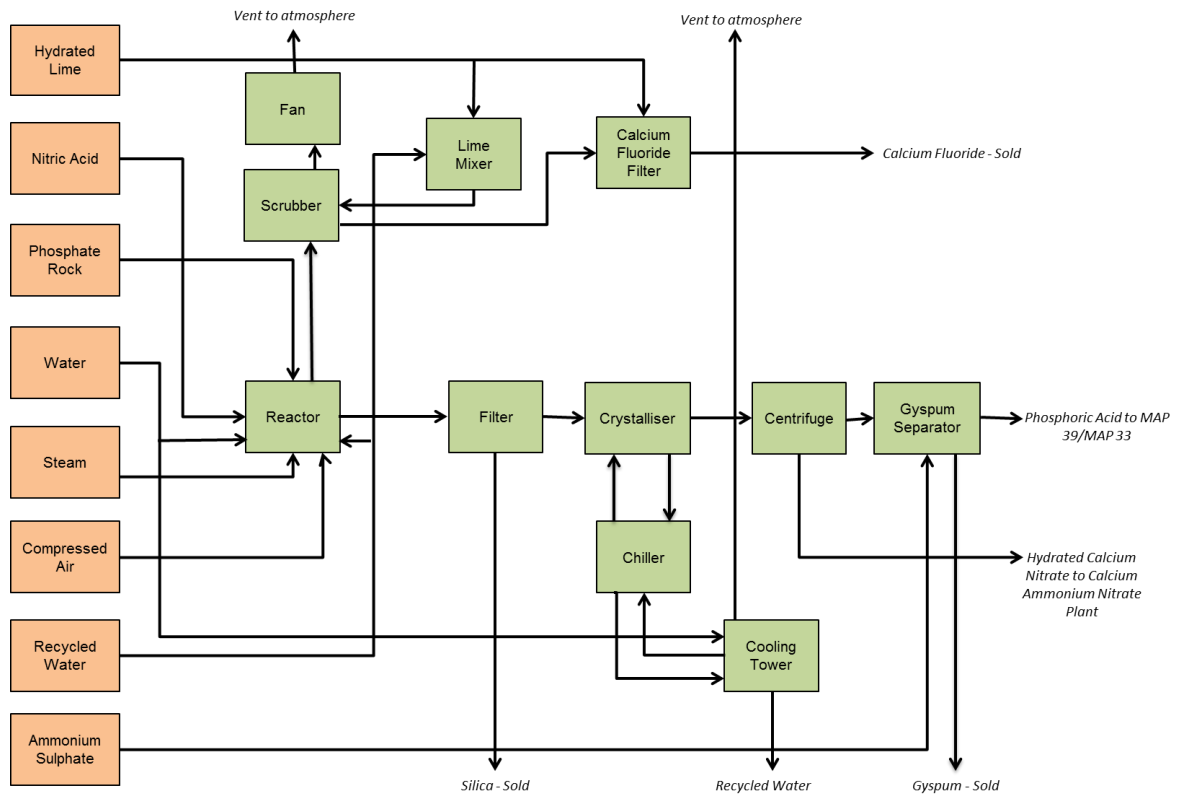 Vent to atmosphere
Vent to atmosphere
Hydrated
Lime
Fan
Nitric Acid
Lime
Mixer
Calcium
Fluoride
Filter
Calcium Fluoride - Sold
Scrubber
Phosphate
Rock
Water
Reactor
Filter
Crystalliser
Centrifuge
Gyspum
Separator
Phosphoric Acid to MAP
39/MAP 33
Steam
Compressed
Air
Chiller
Hydrated Calcium
Nitrate to Calcium
Ammonium Nitrate
Plant
Recycled
Water
Cooling
Tower
Ammonium
Sulphate
Silica - Sold
Recycled Water
Gyspum - Sold